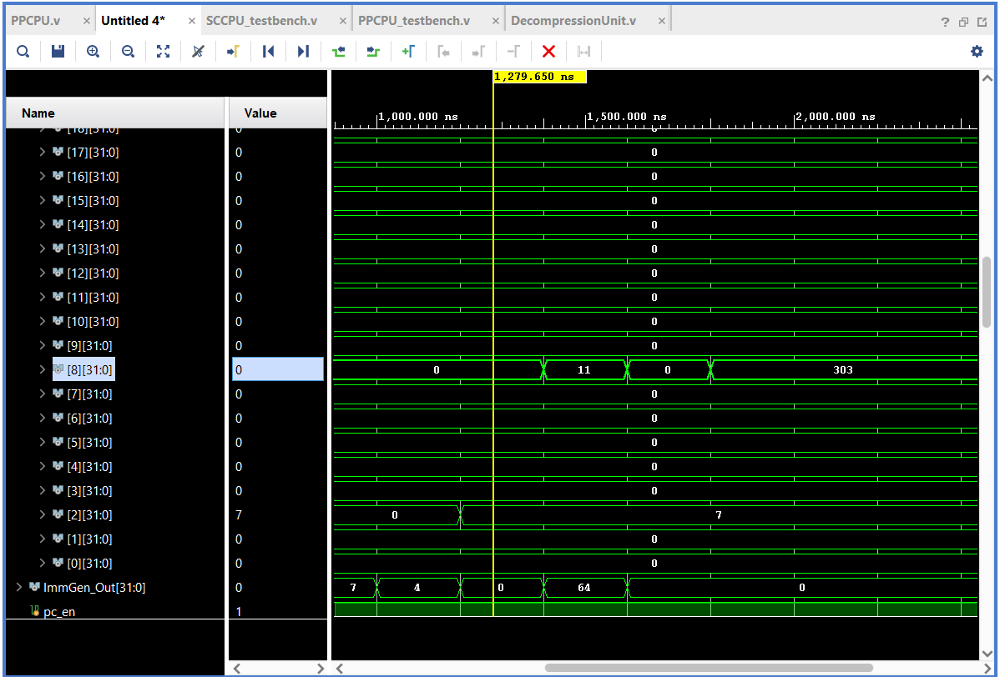 PPCPU.v × Untitled 4* × SCCPU_testbench.v × PPCPU_testbench.v × DecompressionUnit.v × ?
1,279.650 ns
Name Value 1,000.000 ns 1,500.000 ns 2,000.000 ns
[18][31:0] 0 0
[17][31:0] 0 0
[16][31:0] 0 0
[15][31:0] 0 0
[14][31:0] 0 0
[13][31:0] 0 0
[12][31:0] 0 0
[11][31:0] 0 0
[10][31:0] 0 0
[9][31:0] 0 0
[8][31:0] 0 0 11 0 303
[7][31:0] 0 0
[6][31:0] 0 0
[5][31:0] 0 0
[4][31:0] 0 0
[3][31:0] 0 0
[2][31:0] 7 0 7
[1][31:0] 0 0
[0][31:0] 0 0
ImmGen_Out[31:0] 0 7 4 0 64 0
pc_en 1